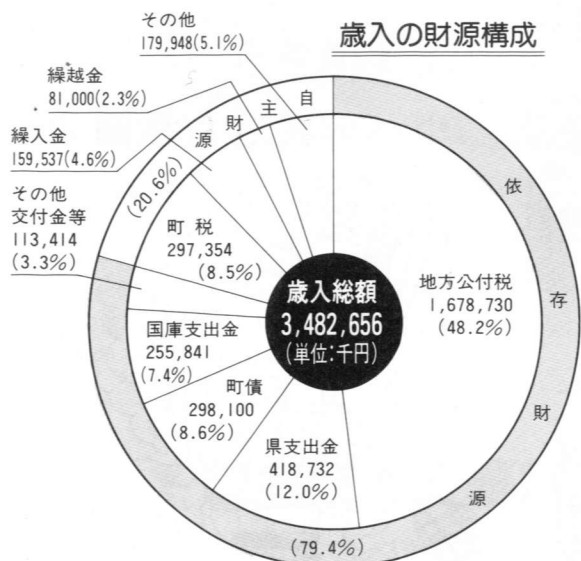 歳入の財源構成
その他
179,948(5.1%)
繰越金
81,000(2.3%)
繰入金
159,537(4.6%)
その他
交付金等
113,414
(3.3%)
自主財源
(20.6%)
町税
297,354
(8.5%)
国庫支出金
255,841
(7.4%)
町債
298,100
(8.6%)
県支出金
418,732
(12.0%)
地方公付税
1,678,730
(48.2%)
歳入総額
3,482,656
(単位:千円)
依存財源
(79.4%)